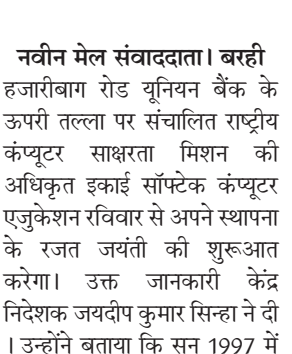 नवीन मेल संवाददाता। बरही
हजारीबाग रोड यूनियन बैंक के
ऊपरी तल्ला पर संचालित राष्ट्रीय
कंप्यूटर साक्षरता मिशन की
अधिकृत इकाई सॉफ्टेक कंप्यूटर
एजुकेशन रविवार से अपने स्थापना
के रजत जयंती की शुरूआत
करेगा। उक्त जानकारी केंद्र
निदेशक जयदीप कुमार सिन्हा ने दी
। उन्होंने बताया कि सन 1997 में